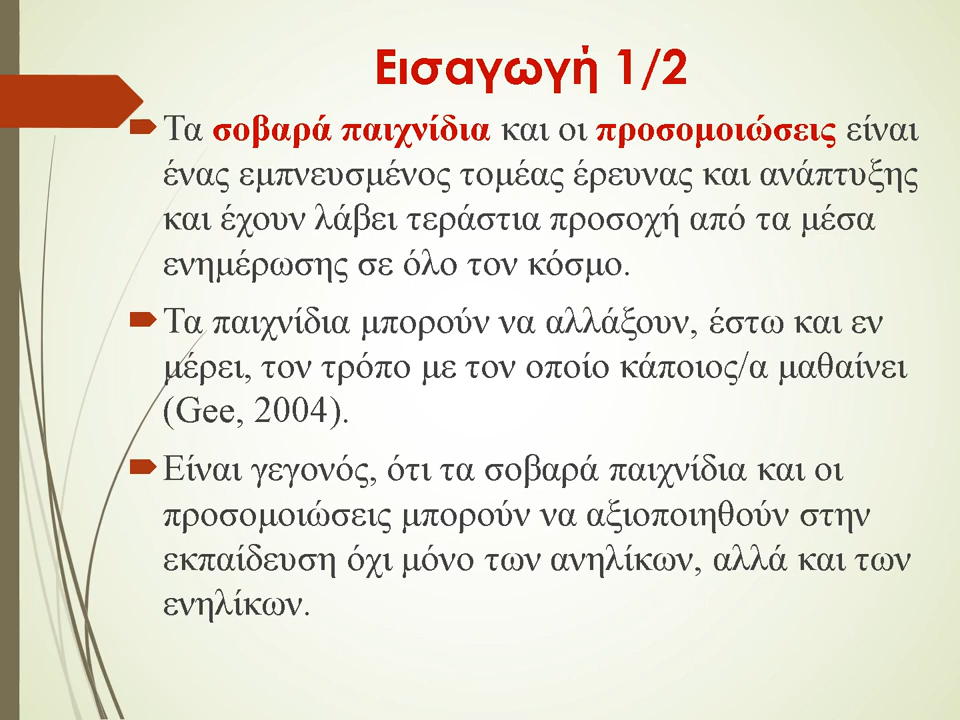 Εισαγωγή 1/2
Τα σοβαρά παιχνίδια και οι προσομοιώσεις είναι
ένας εμπνευσμένος τομέας έρευνας και ανάπτυξης
και έχουν λάβει τεράστια προσοχή από τα μέσα
ενημέρωσης σε όλο τον κόσμο.
Τα παιχνίδια μπορούν να αλλάξουν, έστω και εν
μέρει, τον τρόπο με τον οποίο κάποιος/α μαθαίνει
(Gee, 2004).
Είναι γεγονός, ότι τα σοβαρά παιχνίδια και οι
προσομοιώσεις μπορούν να αξιοποιηθούν στην
εκπαίδευση όχι μόνο των ανηλίκων, αλλά και των
ενηλίκων.